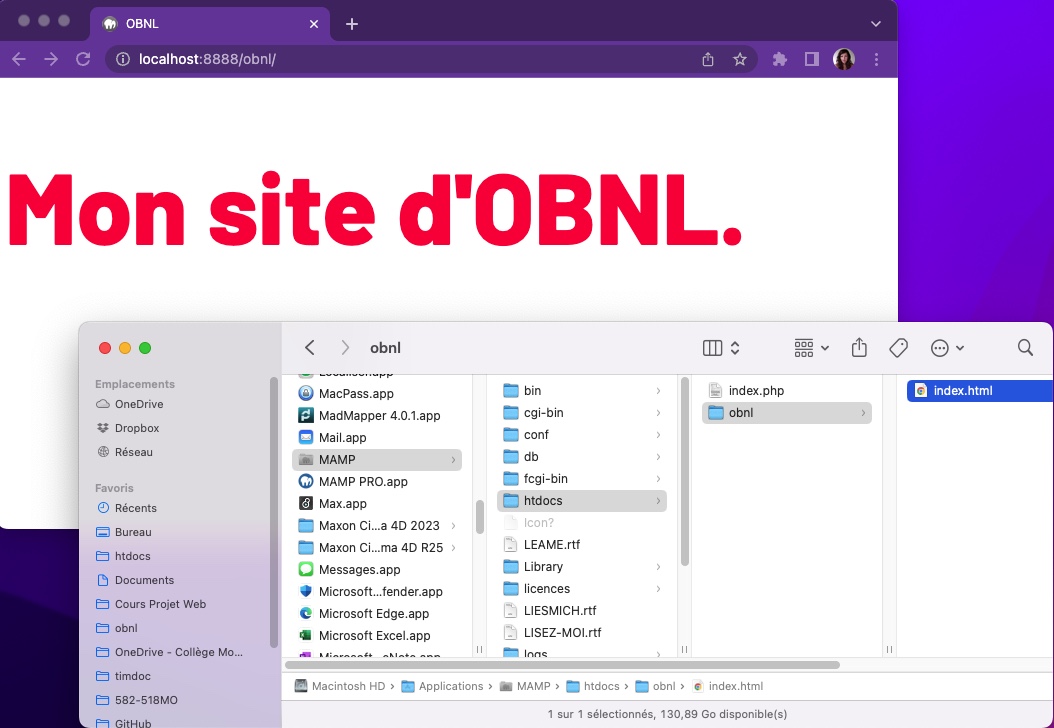 OBNL
localhost:8888/obnl/
Mon site d'OBNL.
obnl
Emplacements
OneDrive
Dropbox
Réseau
Favoris
Récents
Bureau
htdocs
Documents
Cours Projet Web
obnl
OneDrive - Collège Mo...
timdoc
582-518MO
GitHub
MacPass.app
MadMapper 4.0.1.app
Mail.app
MAMP
MAMP PRO.app
Max.app
Maxon Ci...a 4D 2023
Maxon Ci...ma 4D R25
Messages.app
Microsoft...fender.app
Microsoft Edge.app
Microsoft Excel.app
bin
cgi-bin
conf
db
fcgi-bin
htdocs
Icon?
LEAME.rtf
Library
licences
LIESMICH.rtf
LISEZ-MOI.rtf
logs
index.php
obnl
index.html
Macintosh HD › Applications › MAMP › htdocs › obnl › index.html
1 sur 1 sélectionnés, 130,89 Go disponible(s)